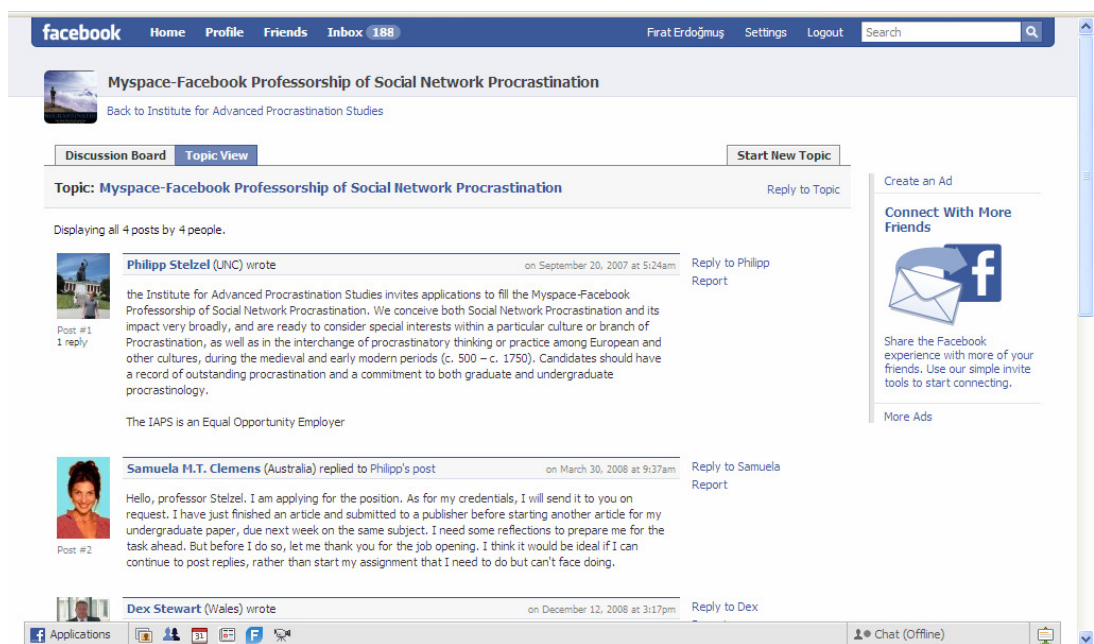 facebook Home Profile Friends Inbox 188 Fırat Erdoğmuş Settings Logout Search
Myspace-Facebook Professorship of Social Network Procrastination
Back to Institute for Advanced Procrastination Studies
Discussion Board Topic View Start New Topic
Topic: Myspace-Facebook Professorship of Social Network Procrastination Reply to Topic
Displaying all 4 posts by 4 people.
Philipp Stelzel (UNC) wrote on September 20, 2007 at 5:24am
Reply to Philipp
Report
Post #1
1 reply
the Institute for Advanced Procrastination Studies invites applications to fill the Myspace-Facebook
Professorship of Social Network Procrastination. We conceive both Social Network Procrastination and its
impact very broadly, and are ready to consider special interests within a particular culture or branch of
Procrastination, as well as in the interchange of procrastinatory thinking or practice among European and
other cultures, during the medieval and early modern periods (c. 500 – c. 1750). Candidates should have
a record of outstanding procrastination and a commitment to both graduate and undergraduate
procrastinology.
The IAPS is an Equal Opportunity Employer
Samuela M.T. Clemens (Australia) replied to Philipp's post on March 30, 2008 at 9:37am
Reply to Samuela
Report
Post #2
Hello, professor Stelzel. I am applying for the position. As for my credentials, I will send it to you on
request. I have just finished an article and submitted to a publisher before starting another article for my
undergraduate paper, due next week on the same subject. I need some reflections to prepare me for the
task ahead. But before I do so, let me thank you for the job opening. I think it would be ideal if I can
continue to post replies, rather than start my assignment that I need to do but can't face doing.
Dex Stewart (Wales) wrote on December 12, 2008 at 3:17pm
Reply to Dex
Create an Ad
Connect With More
Friends
Share the Facebook
experience with more of your
friends. Use our simple invite
tools to start connecting.
More Ads
Applications 31 Chat (Offline)